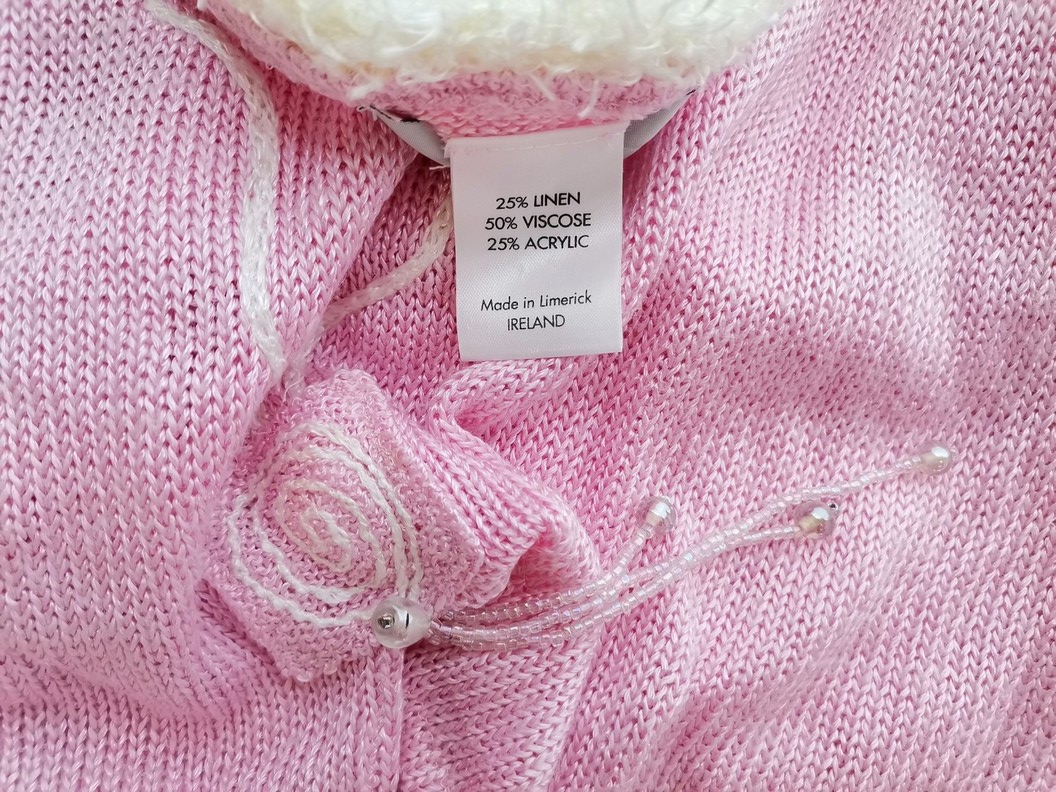 25% LINEN
50% VISCOSE
25% ACRYLIC
Made in Limerick
IRELAND